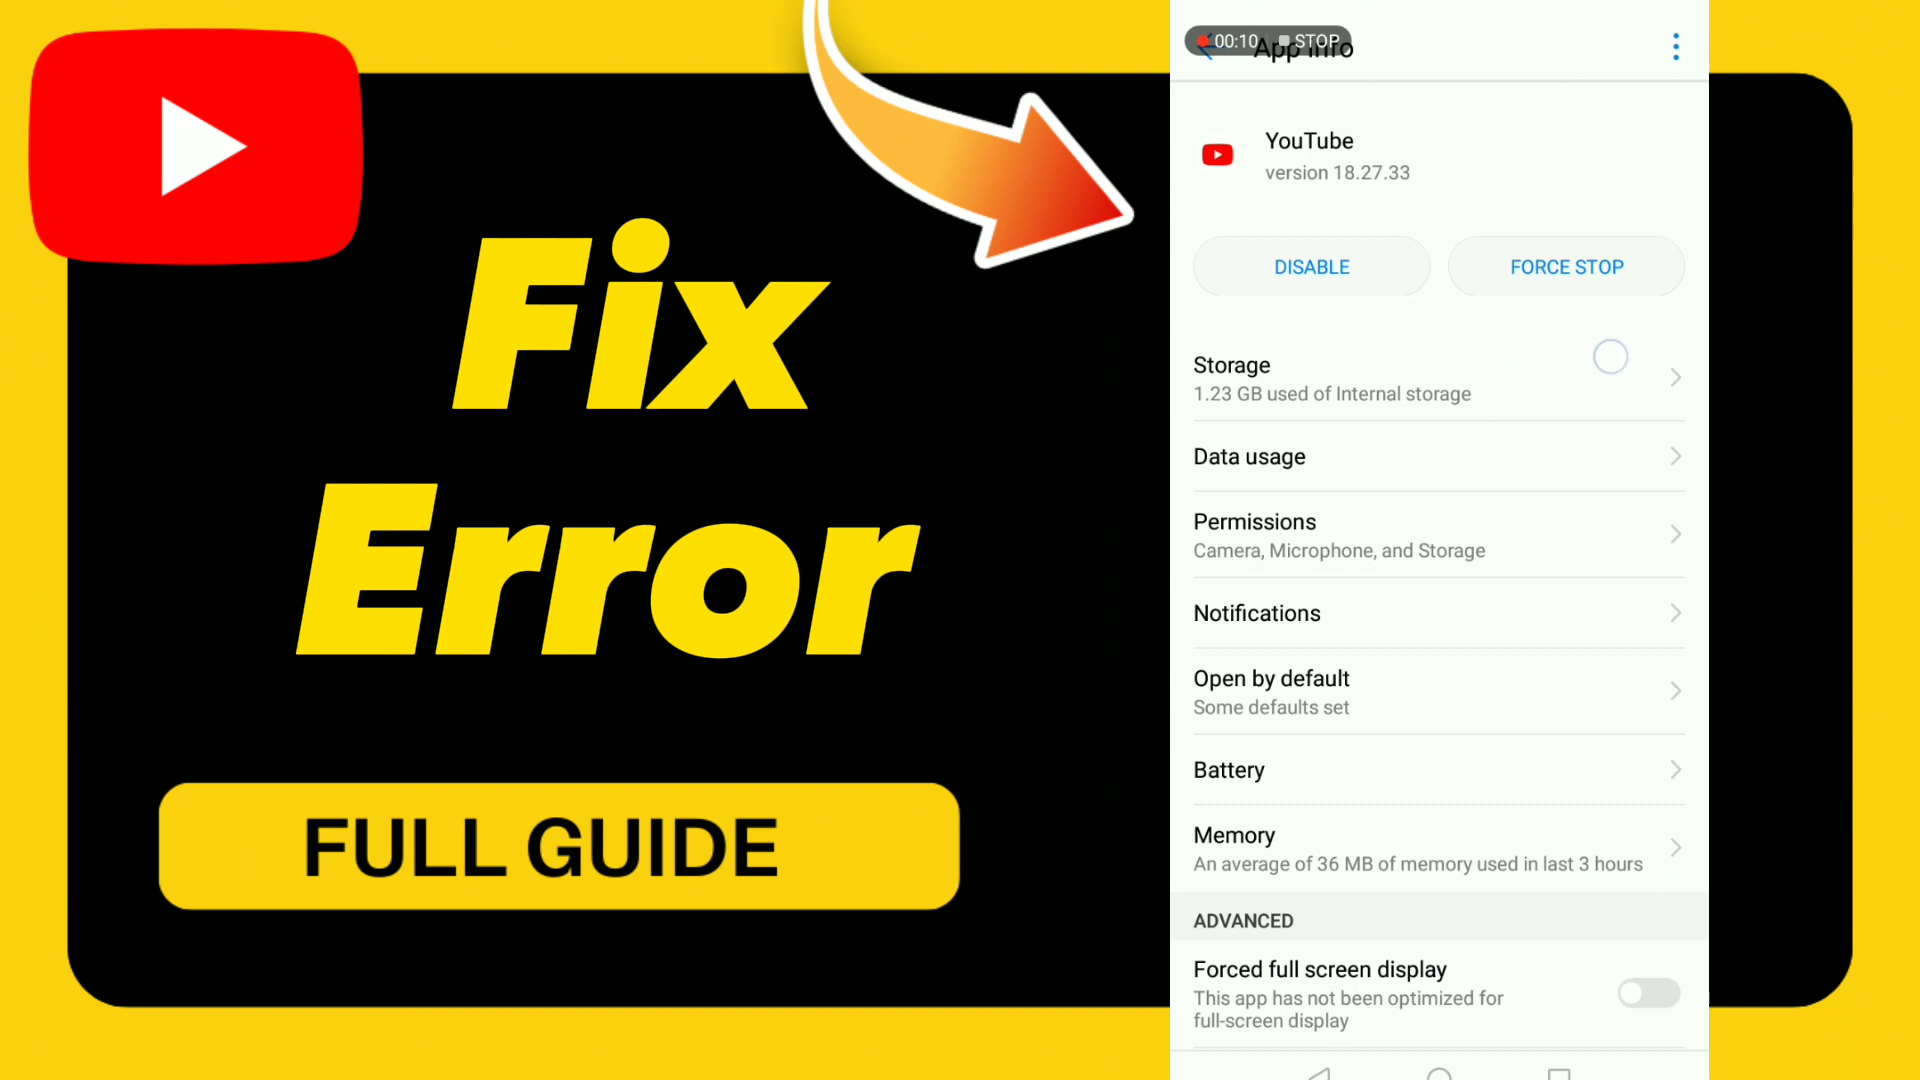 Fix
Error
FULL GUIDE
00:10 STOP
App info
YouTube
version 18.27.33
DISABLE
FORCE STOP
Storage
1.23 GB used of Internal storage
Data usage
Permissions
Camera, Microphone, and Storage
Notifications
Open by default
Some defaults set
Battery
Memory
An average of 36 MB of memory used in last 3 hours
ADVANCED
Forced full screen display
This app has not been optimized for
full-screen display